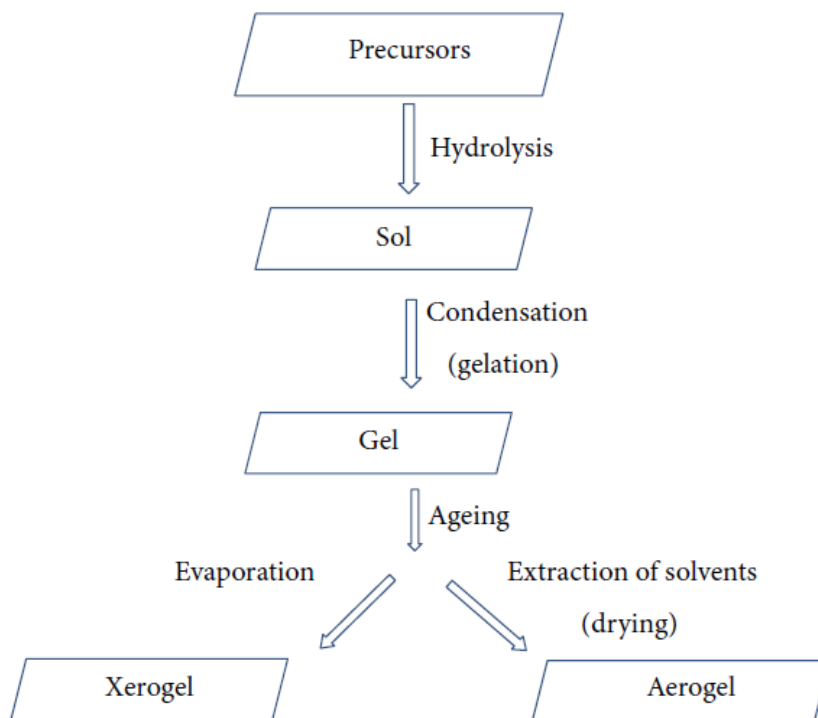 Precursors
Hydrolysis
Sol
Condensation
(gelation)
Gel
Ageing
Evaporation
Extraction of solvents
(drying)
Xerogel
Aerogel